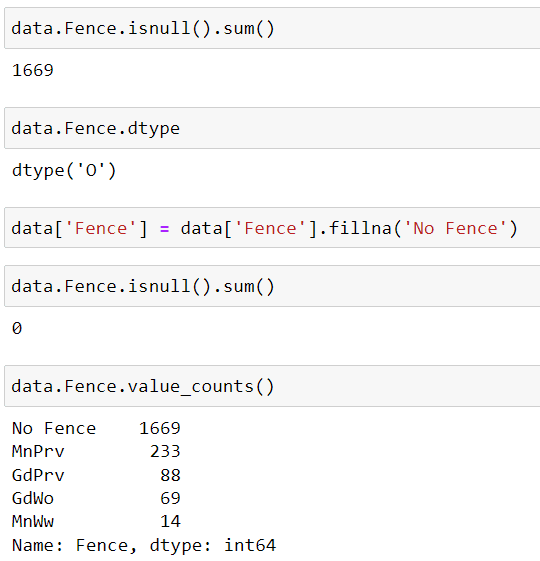 data.Fence.isnull().sum()
1669
data.Fence.dtype
dtype('O')
data['Fence'] = data['Fence'].fillna('No Fence')
data.Fence.isnull().sum()
0
data.Fence.value_counts()
No Fence    1669
MnPrv        233
GdPrv         88
GdWo          69
MnWw          14
Name: Fence, dtype: int64